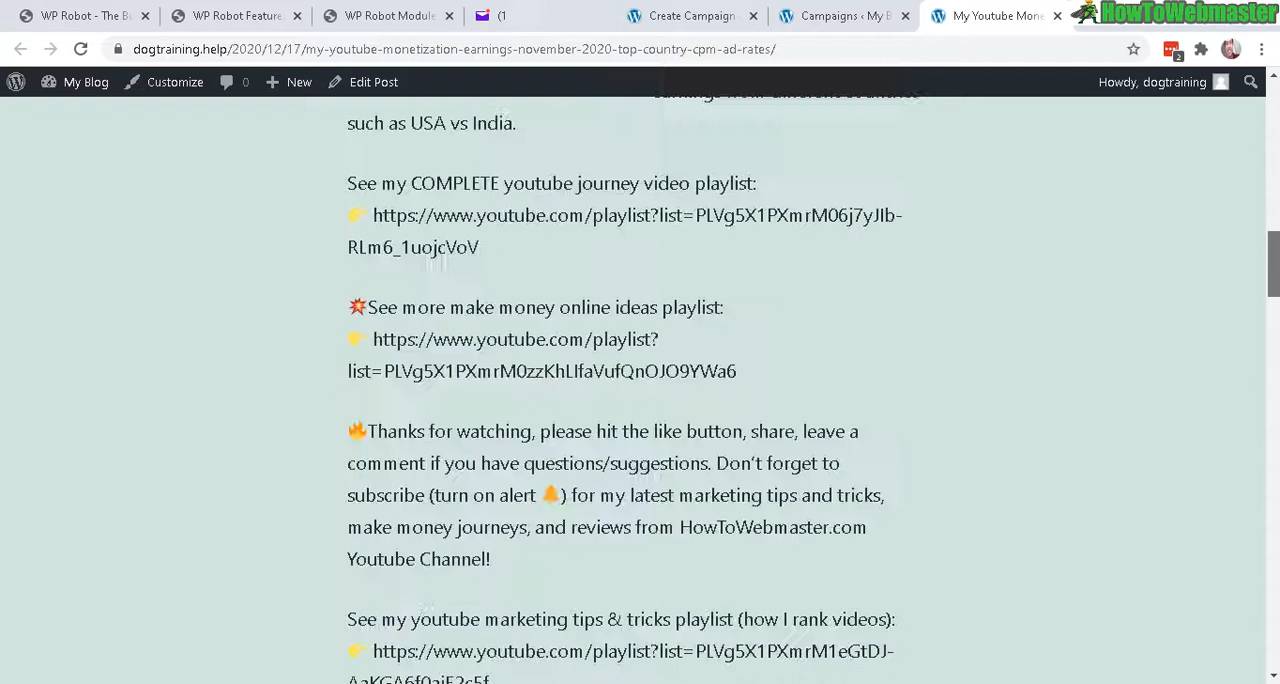 WP Robot - The B
WP Robot Feature
WP Robot Module
(1
Create Campaign
Campaigns ‹ My B
My Youtube Mone
HowToWebmaster
dogtraining.help/2020/12/17/my-youtube-monetization-earnings-november-2020-top-country-cpm-ad-rates/
2
My Blog
Customize
0
New
Edit Post
Howdy, dogtraining
such as USA vs India.
See my COMPLETE youtube journey video playlist:
👉 https://www.youtube.com/playlist?list=PLVg5X1PXmrM06j7yJIb-
RLm6_1uojcVoV
💥See more make money online ideas playlist:
👉 https://www.youtube.com/playlist?
list=PLVg5X1PXmrM0zzKhLIfaVufQnOJO9YWa6
🔥Thanks for watching, please hit the like button, share, leave a
comment if you have questions/suggestions. Don’t forget to
subscribe (turn on alert 🔔) for my latest marketing tips and tricks,
make money journeys, and reviews from HowToWebmaster.com
Youtube Channel!
See my youtube marketing tips & tricks playlist (how I rank videos):
👉 https://www.youtube.com/playlist?list=PLVg5X1PXmrM1eGtDJ-